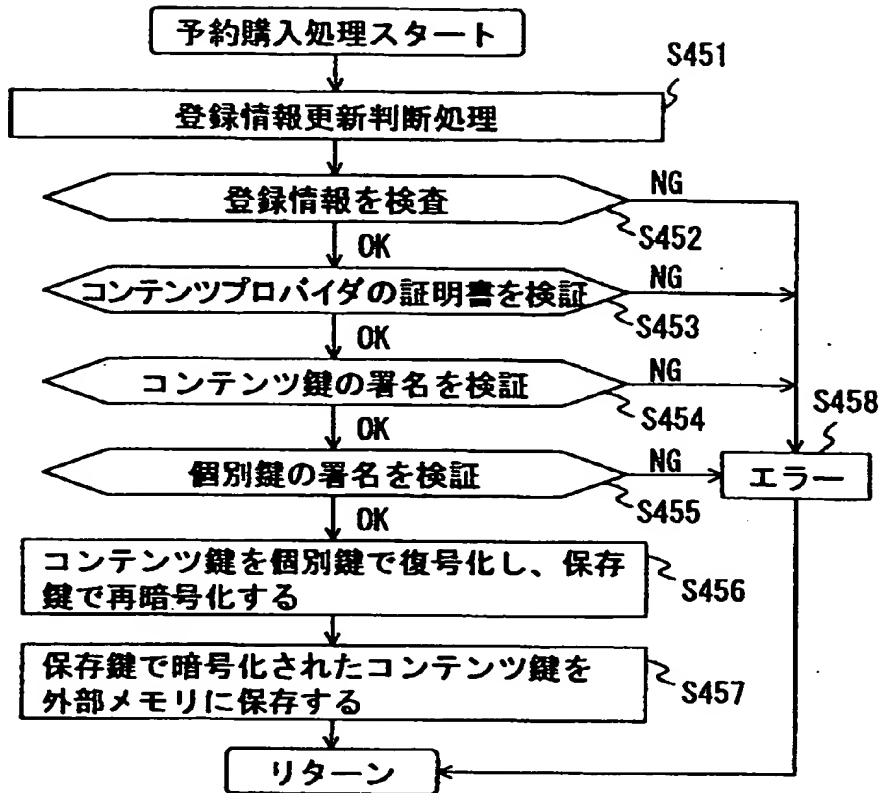 予約購入処理スタート
S451
登録情報更新判断処理
登録情報を検査
NG
S452
OK
コンテンツプロバイダの証明書を検証
NG
S453
OK
コンテンツ鍵の署名を検証
NG
S454
OK
S458
個別鍵の署名を検証
NG
エラー
S455
OK
コンテンツ鍵を個別鍵で復号化し、保存
鍵で再暗号化する
S456
保存鍵で暗号化されたコンテンツ鍵を
外部メモリに保存する
S457
リターン